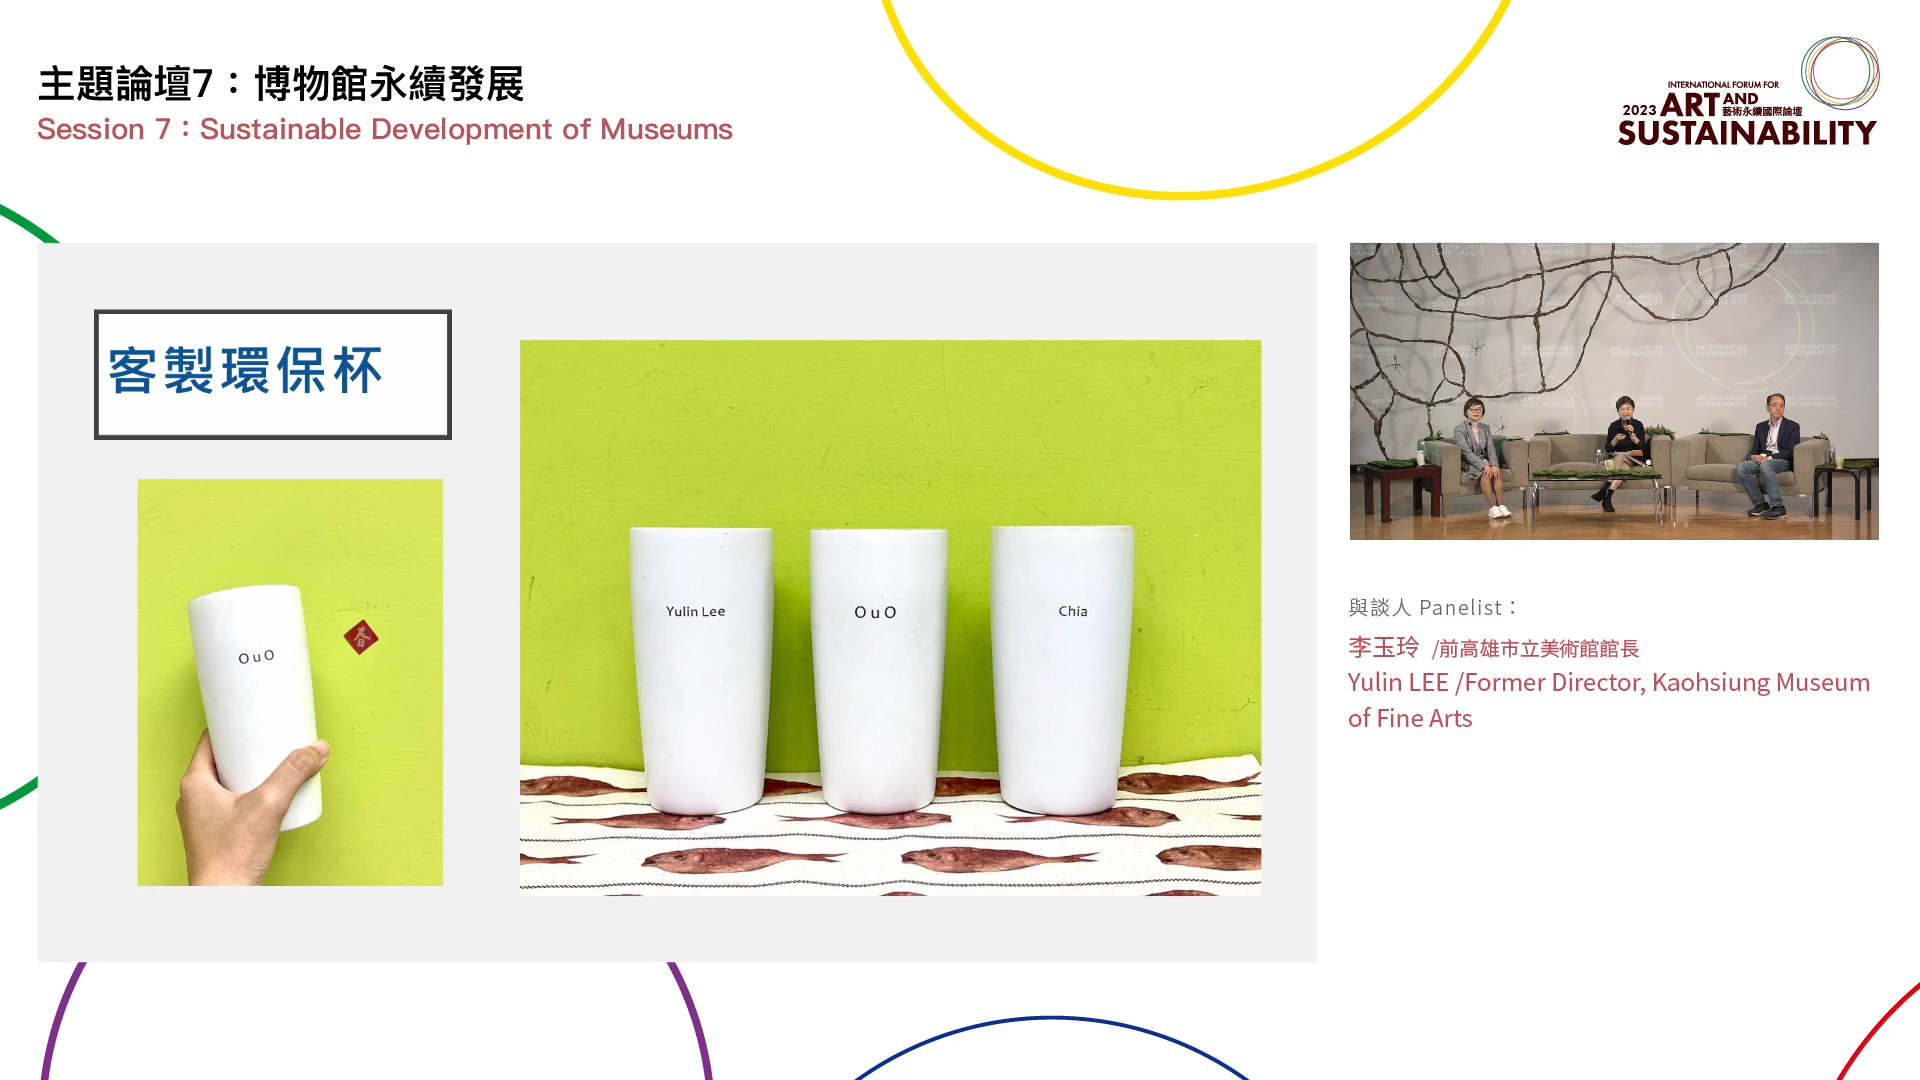 主題論壇7：博物館永續發展
Session 7：Sustainable Development of Museums
INTERNATIONAL FORUM FOR
2023 ART AND
藝術永續國際論壇
SUSTAINABILITY
客製環保杯
OuO
春
Yulin Lee
OuO
Chia
與談人 Panelist：
李玉玲 /前高雄市立美術館館長
Yulin LEE /Former Director, Kaohsiung Museum
of Fine Arts